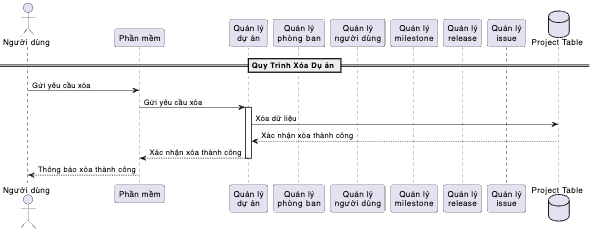 Người dùng
Phần mềm
Quản lý
dự án
Quản lý
phòng ban
Quản lý
người dùng
Quản lý
milestone
Quản lý
release
Quản lý
issue
Project Table
Quy Trình Xóa Dự án
Gửi yêu cầu xóa
Gửi yêu cầu xóa
Xóa dữ liệu
Xác nhận xóa thành công
Xác nhận xóa thành công
Thông báo xóa thành công
Người dùng
Phần mềm
Quản lý
dự án
Quản lý
phòng ban
Quản lý
người dùng
Quản lý
milestone
Quản lý
release
Quản lý
issue
Project Table